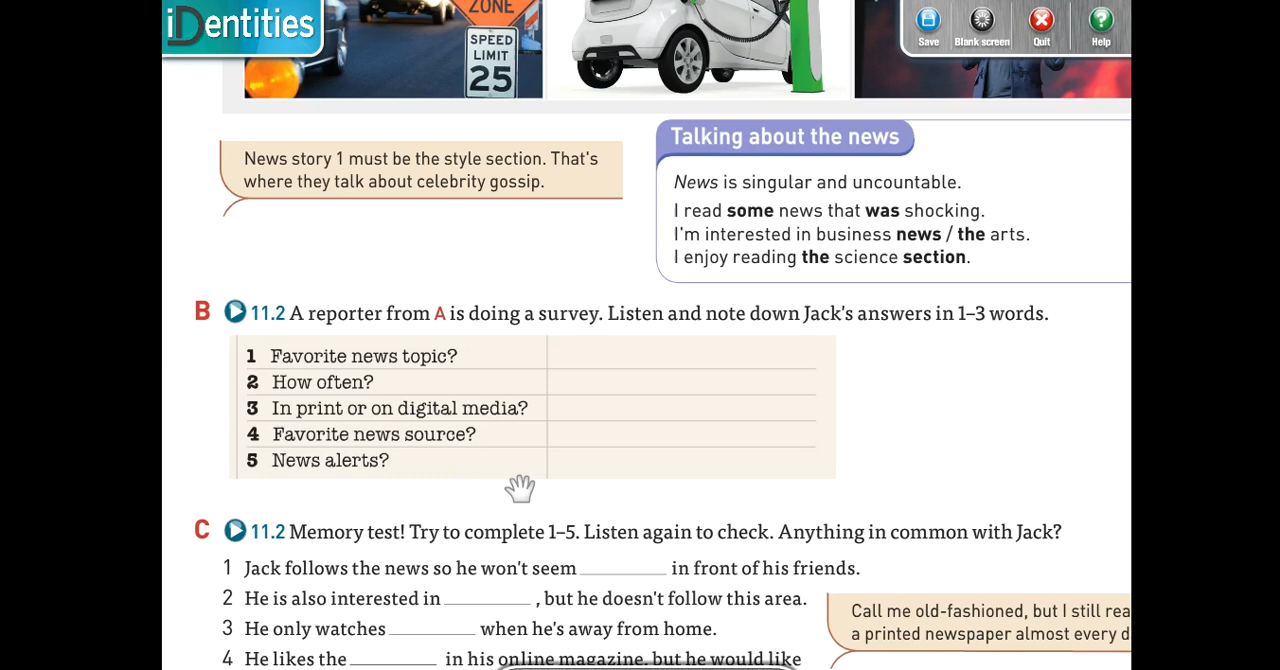 iDentities
ZONE
SPEED
LIMIT
25
Save
Blank screen
Quit
Help
News story 1 must be the style section. That's
where they talk about celebrity gossip.
Talking about the news
News is singular and uncountable.
I read some news that was shocking.
I'm interested in business news / the arts.
I enjoy reading the science section.
B 11.2 A reporter from A is doing a survey. Listen and note down Jack's answers in 1–3 words.
1 Favorite news topic?
2 How often?
3 In print or on digital media?
4 Favorite news source?
5 News alerts?
C 11.2 Memory test! Try to complete 1–5. Listen again to check. Anything in common with Jack?
1 Jack follows the news so he won't seem ________ in front of his friends.
2 He is also interested in ________ , but he doesn't follow this area.
3 He only watches ________ when he's away from home.
4 He likes the ________ in his online magazine, but he would like
Call me old-fashioned, but I still rea
a printed newspaper almost every d